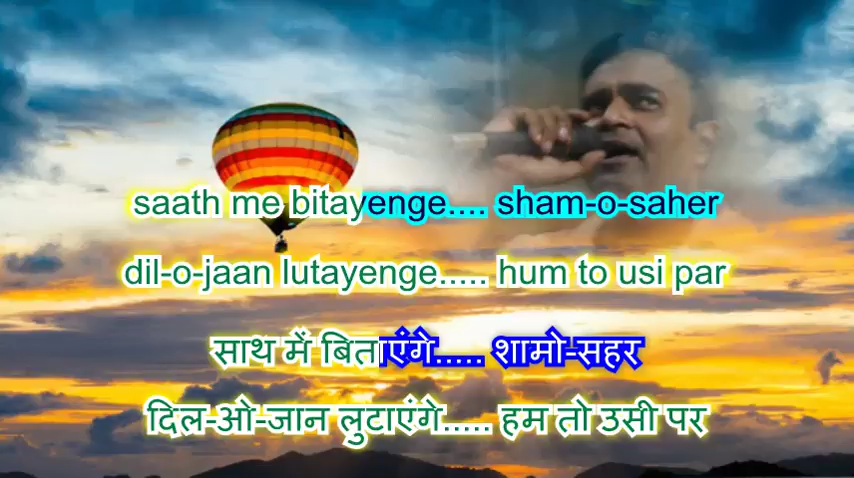 saath me bitayenge.... sham-o-saher
dil-o-jaan lutayenge..... hum to usi par
साथ में बिताएंगे..... शामो-सहर
दिल-ओ-जान लुटाएंगे..... हम तो उसी पर